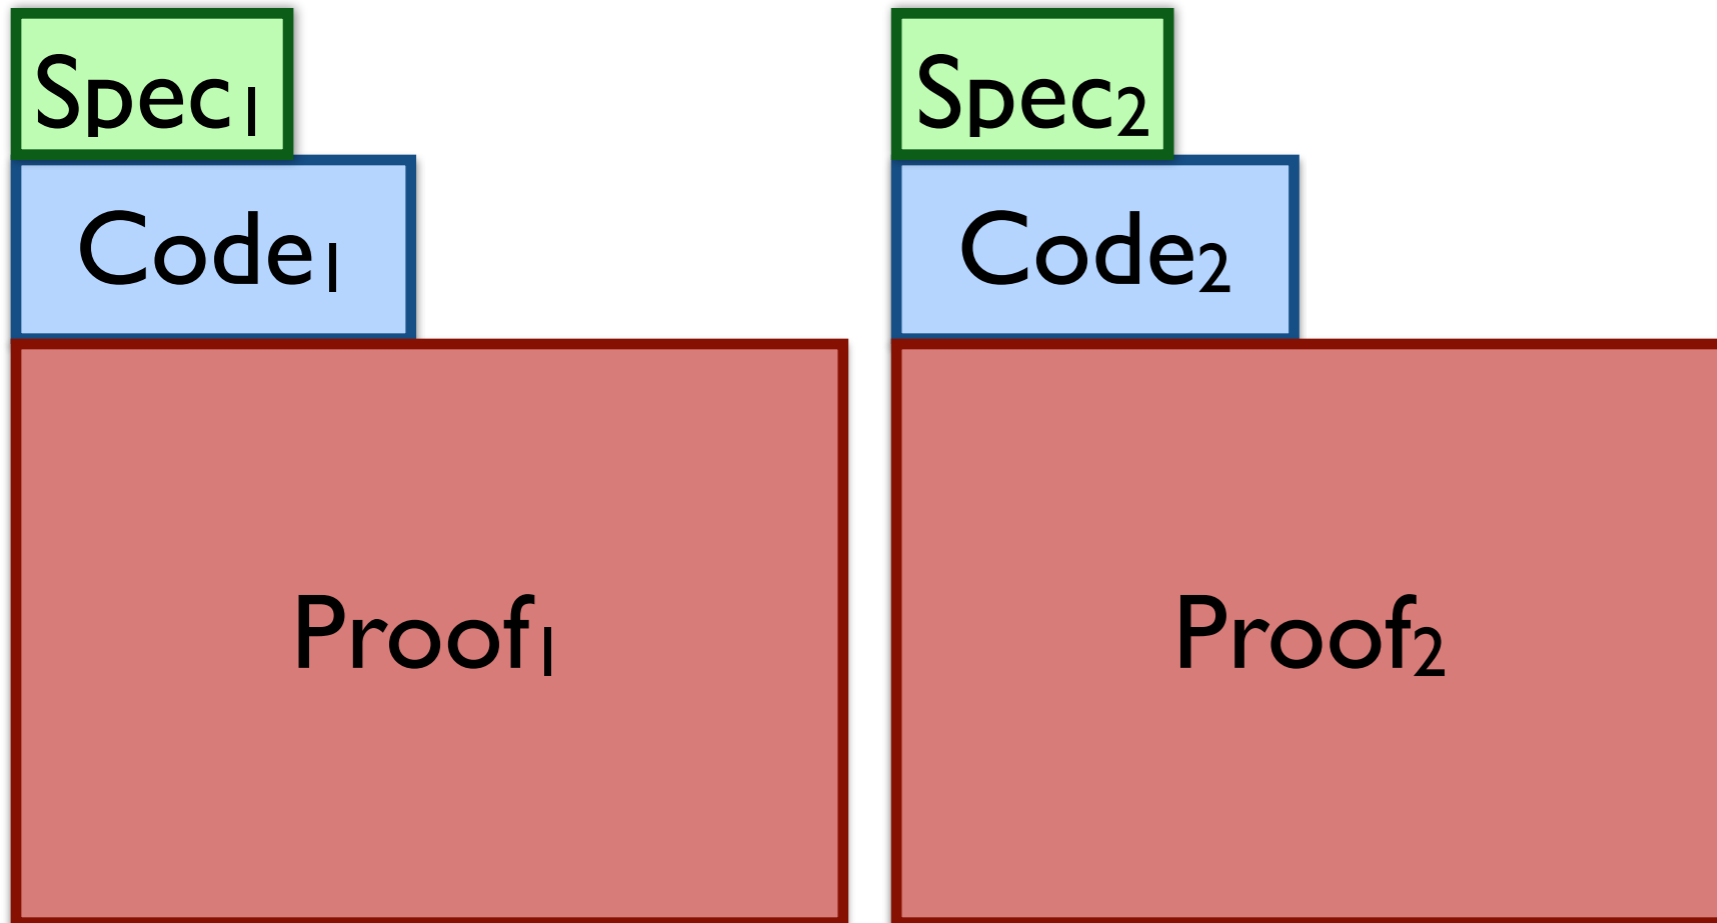 Spec₁
Code₁
Proof₁
Spec₂
Code₂
Proof₂